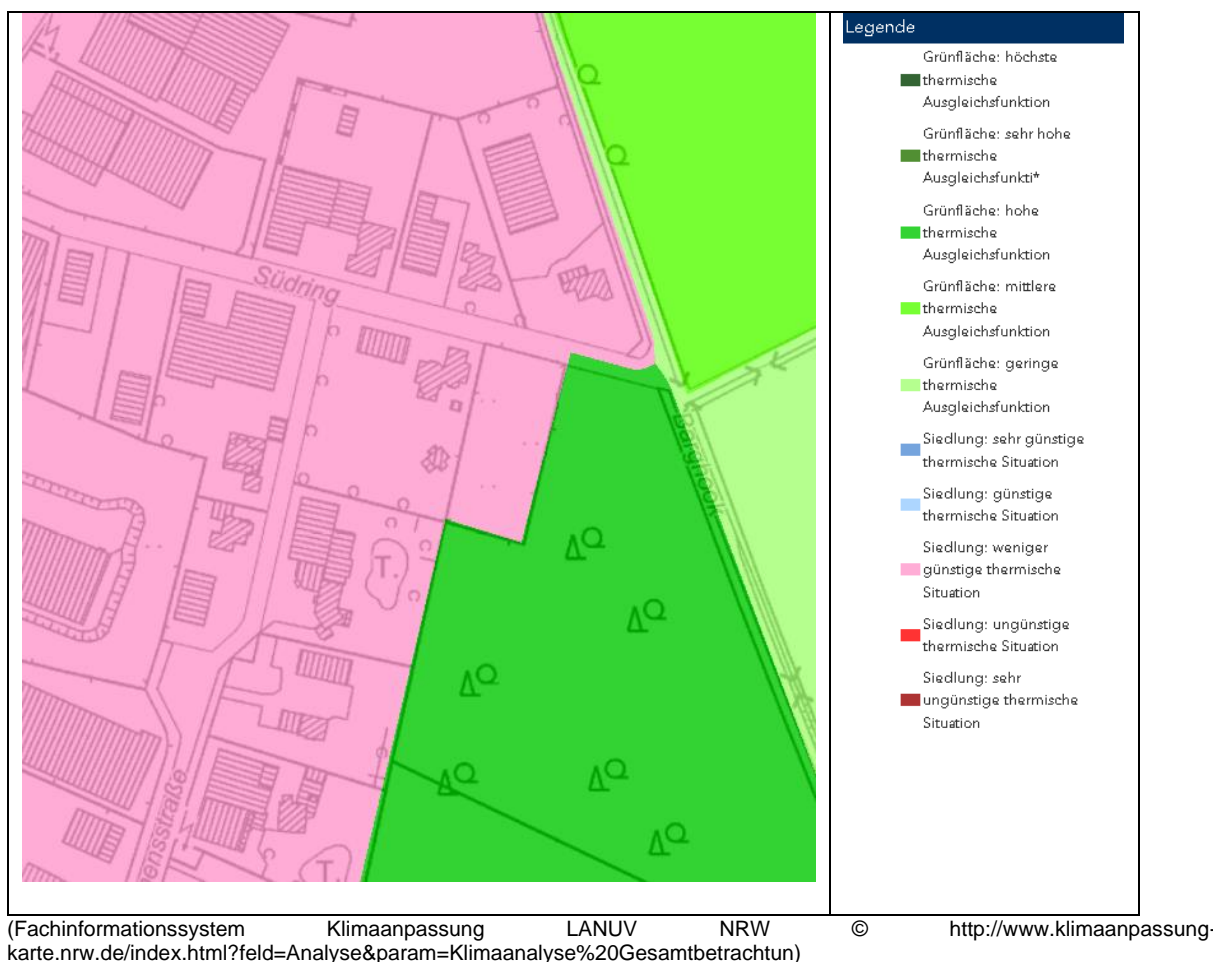 Legende
Grünfläche: höchste
thermische
Ausgleichsfunktion
Grünfläche: sehr hohe
thermische
Ausgleichsfunkti*
Grünfläche: hohe
thermische
Ausgleichsfunktion
Grünfläche: mittlere
thermische
Ausgleichsfunktion
Grünfläche: geringe
thermische
Ausgleichsfunktion
Siedlung: sehr günstige
thermische Situation
Siedlung: günstige
thermische Situation
Siedlung: weniger
günstige thermische
Situation
Siedlung: ungünstige
thermische Situation
Siedlung: sehr
ungünstige thermische
Situation
Südring
Barghook
T.
ensstraße
T.
(Fachinformationssystem Klimaanpassung LANUV NRW © http://www.klimaanpassung-
karte.nrw.de/index.html?feld=Analyse&param=Klimaanalyse%20Gesamtbetrachtun)